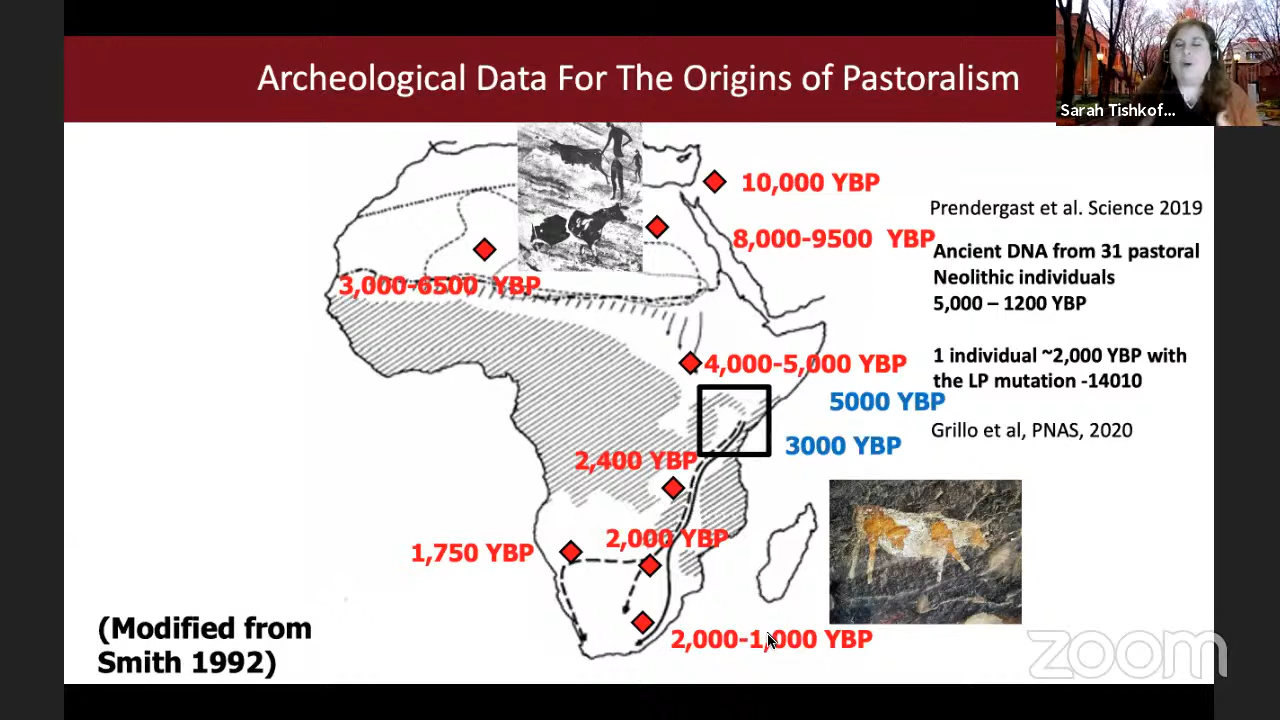 Archeological Data For The Origins of Pastoralism
Sarah Tishkof...
10,000 YBP
Prendergast et al. Science 2019
8,000-9500 YBP
Ancient DNA from 31 pastoral
Neolithic individuals
5,000 – 1200 YBP
3,000-6500 YBP
1 individual ~2,000 YBP with
the LP mutation -14010
4,000-5,000 YBP
5000 YBP
Grillo et al, PNAS, 2020
3000 YBP
2,400 YBP
2,000 YBP
1,750 YBP
2,000-1,000 YBP
(Modified from
Smith 1992)
zoom